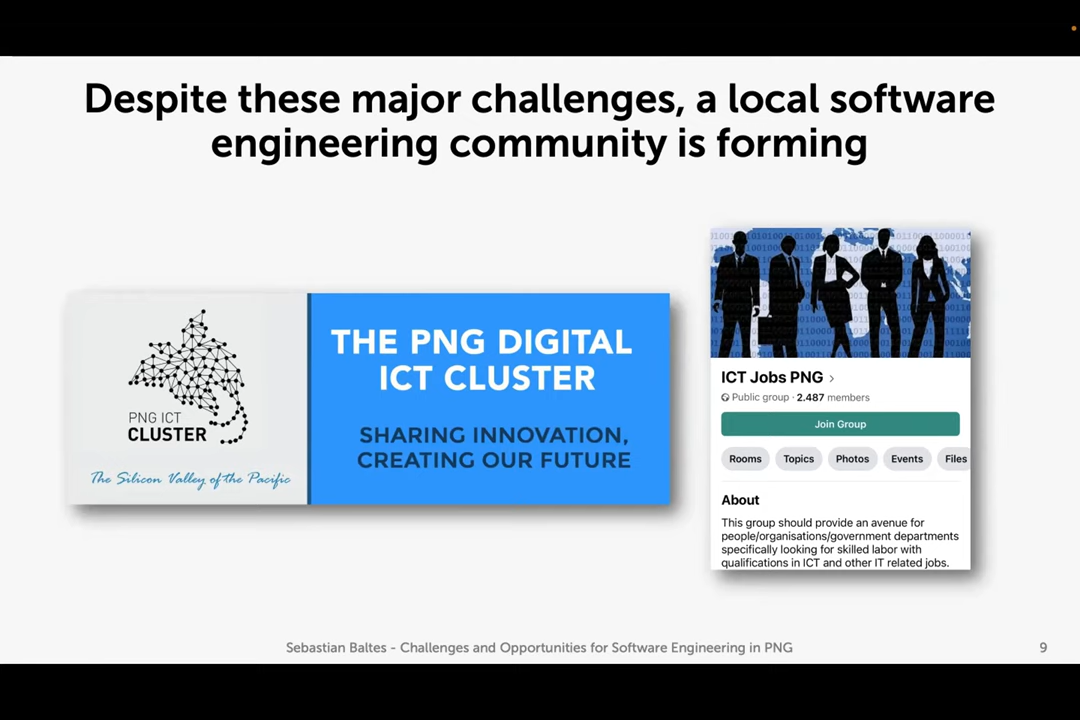 Despite these major challenges, a local software
engineering community is forming
PNG ICT
CLUSTER
The Silicon Valley of the Pacific
THE PNG DIGITAL
ICT CLUSTER
SHARING INNOVATION,
CREATING OUR FUTURE
ICT Jobs PNG
Public group · 2.487 members
Join Group
Rooms Topics Photos Events Files
About
This group should provide an avenue for
people/organisations/government departments
specifically looking for skilled labor with
qualifications in ICT and other IT related jobs.
Sebastian Baltes - Challenges and Opportunities for Software Engineering in PNG
9